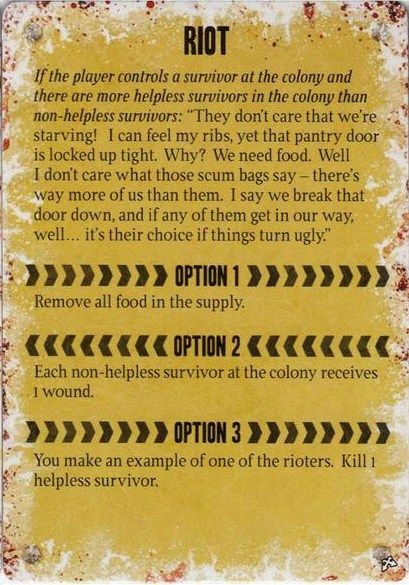 RIOT
If the player controls a survivor at the colony and
there are more helpless survivors in the colony than
non-helpless survivors: “They don’t care that we’re
starving!  I can feel my ribs, yet that pantry door
is locked up tight.  Why?  We need food.  Well
I don’t care what those scum bags say – there’s
way more of us than them.  I say we break that
door down, and if any of them get in our way,
well… it’s their choice if things turn ugly.”
OPTION 1
Remove all food in the supply.
OPTION 2
Each non-helpless survivor at the colony receives
1 wound.
OPTION 3
You make an example of one of the rioters.  Kill 1
helpless survivor.